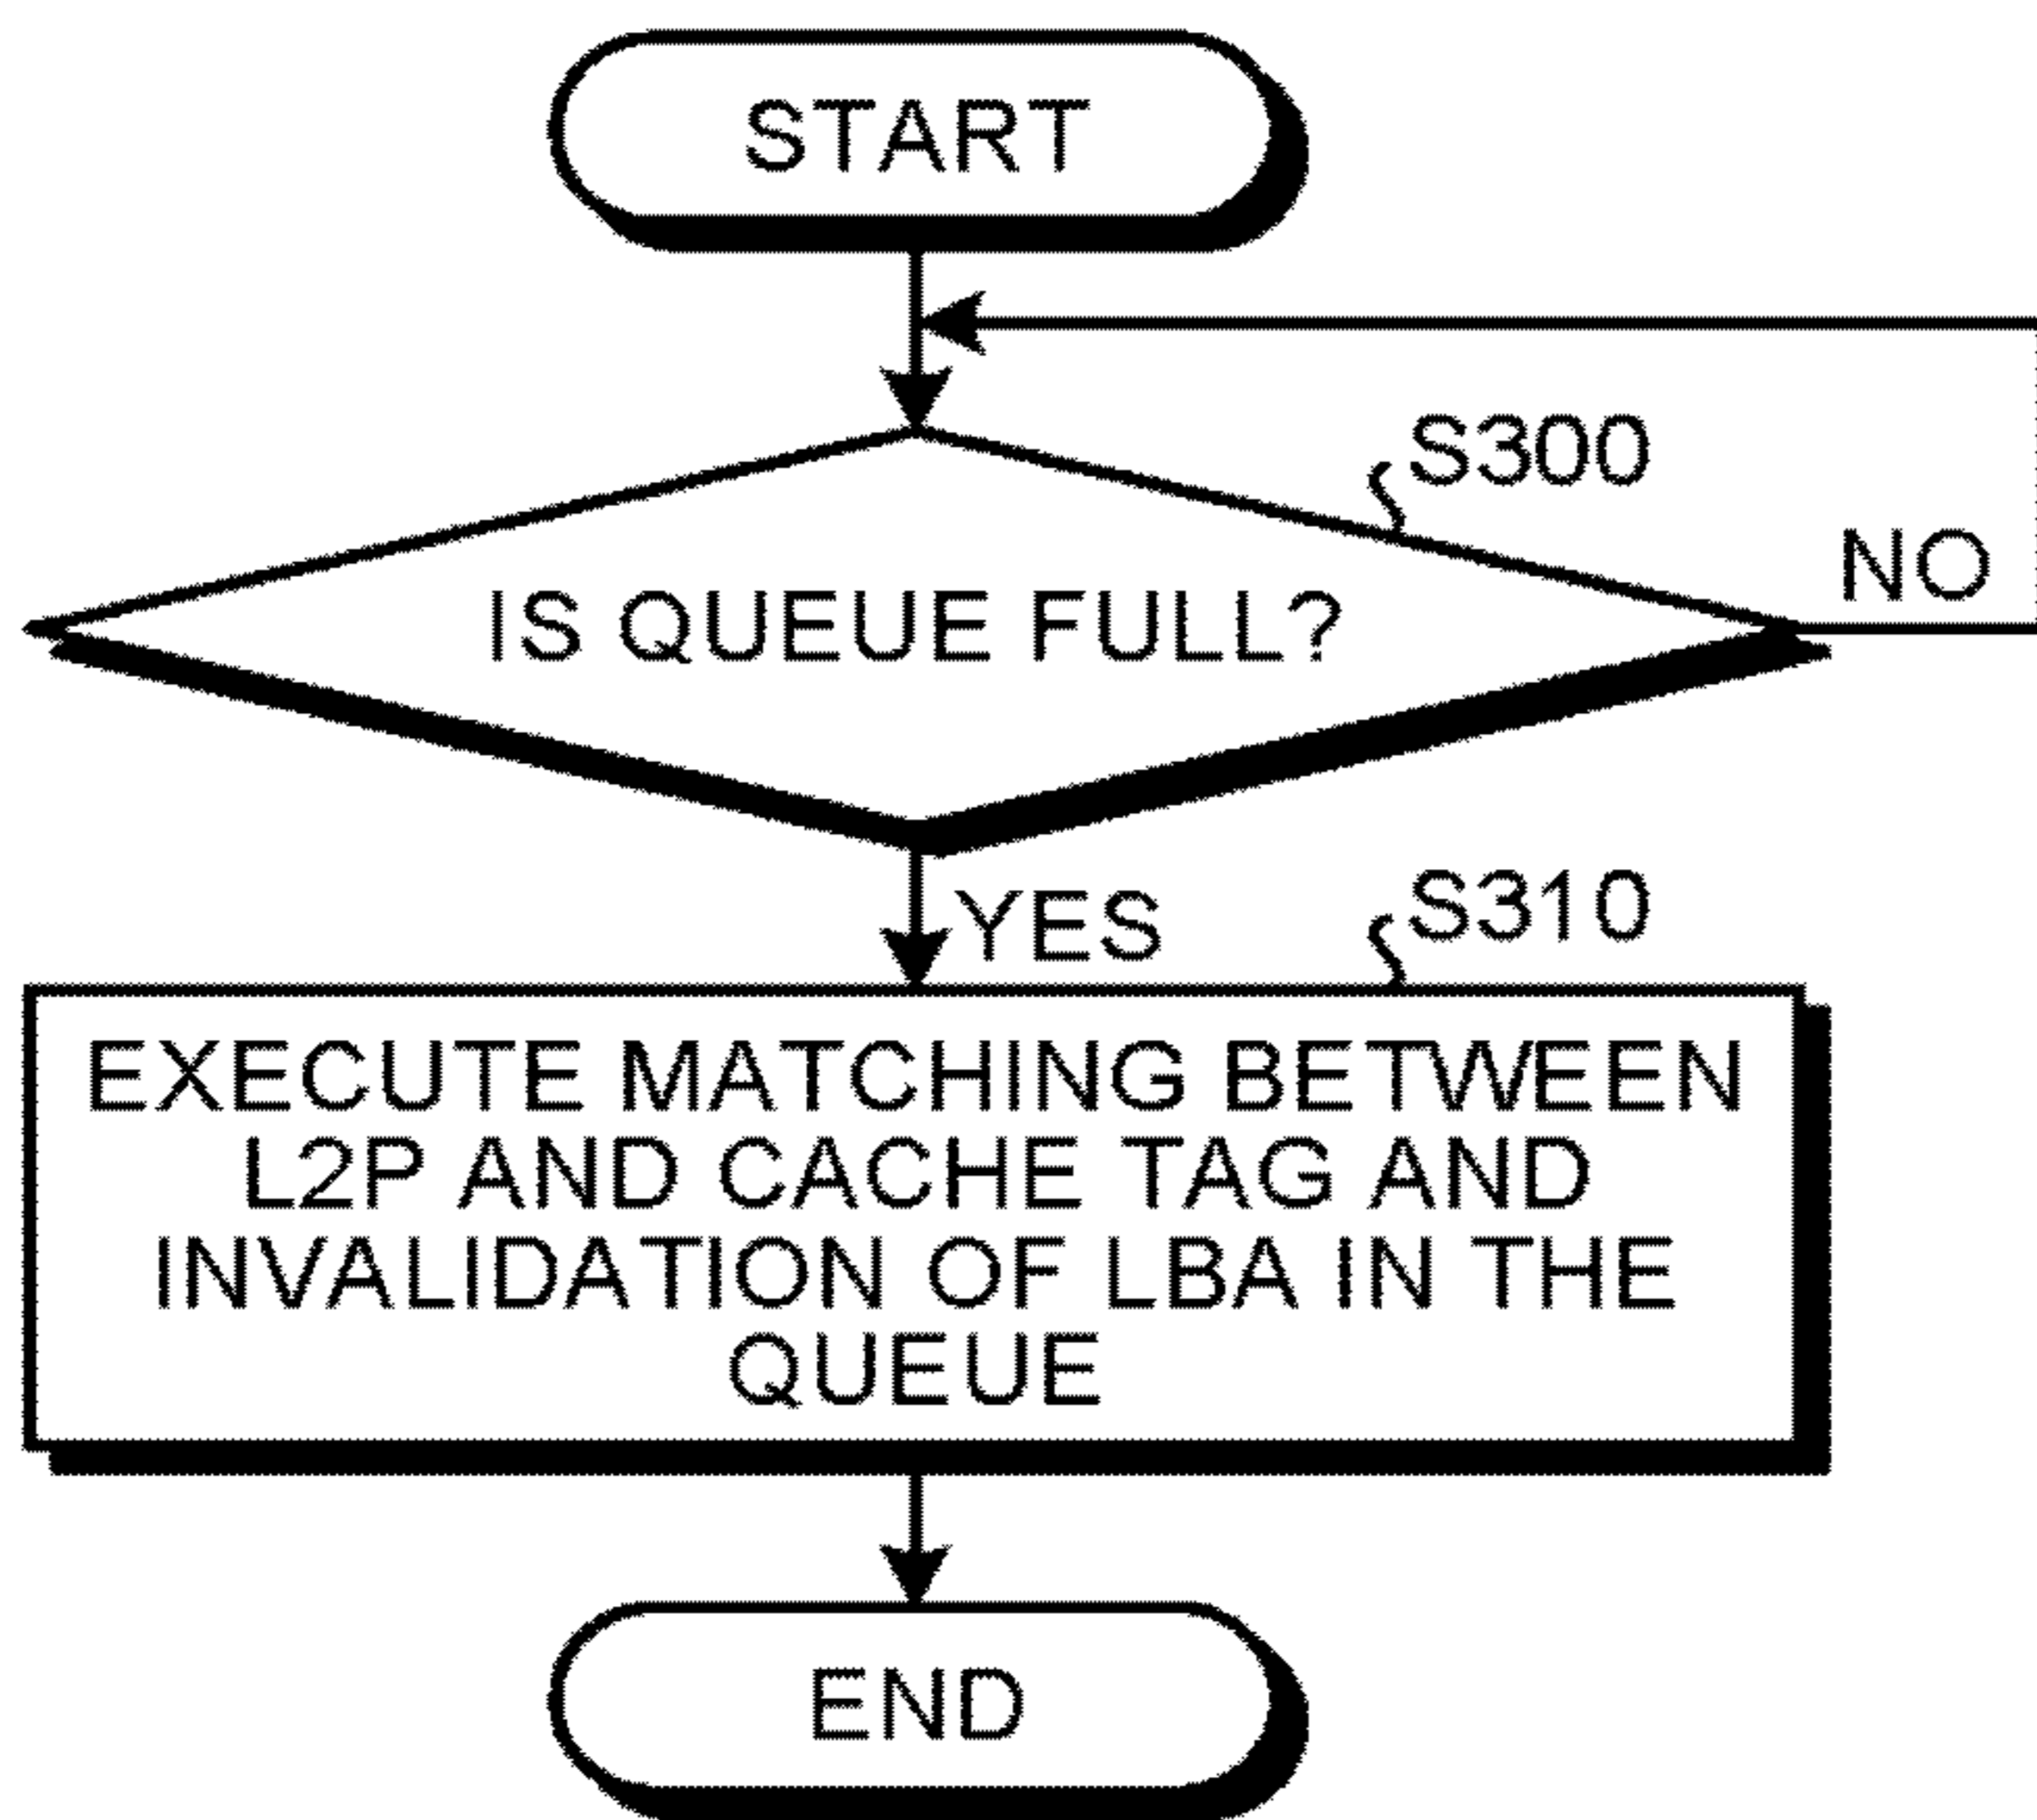 START
S300
NO
IS QUEUE FULL?
YES
S310
EXECUTE MATCHING BETWEEN
L2P AND CACHE TAG AND
INVALIDATION OF LBA IN THE
QUEUE
END